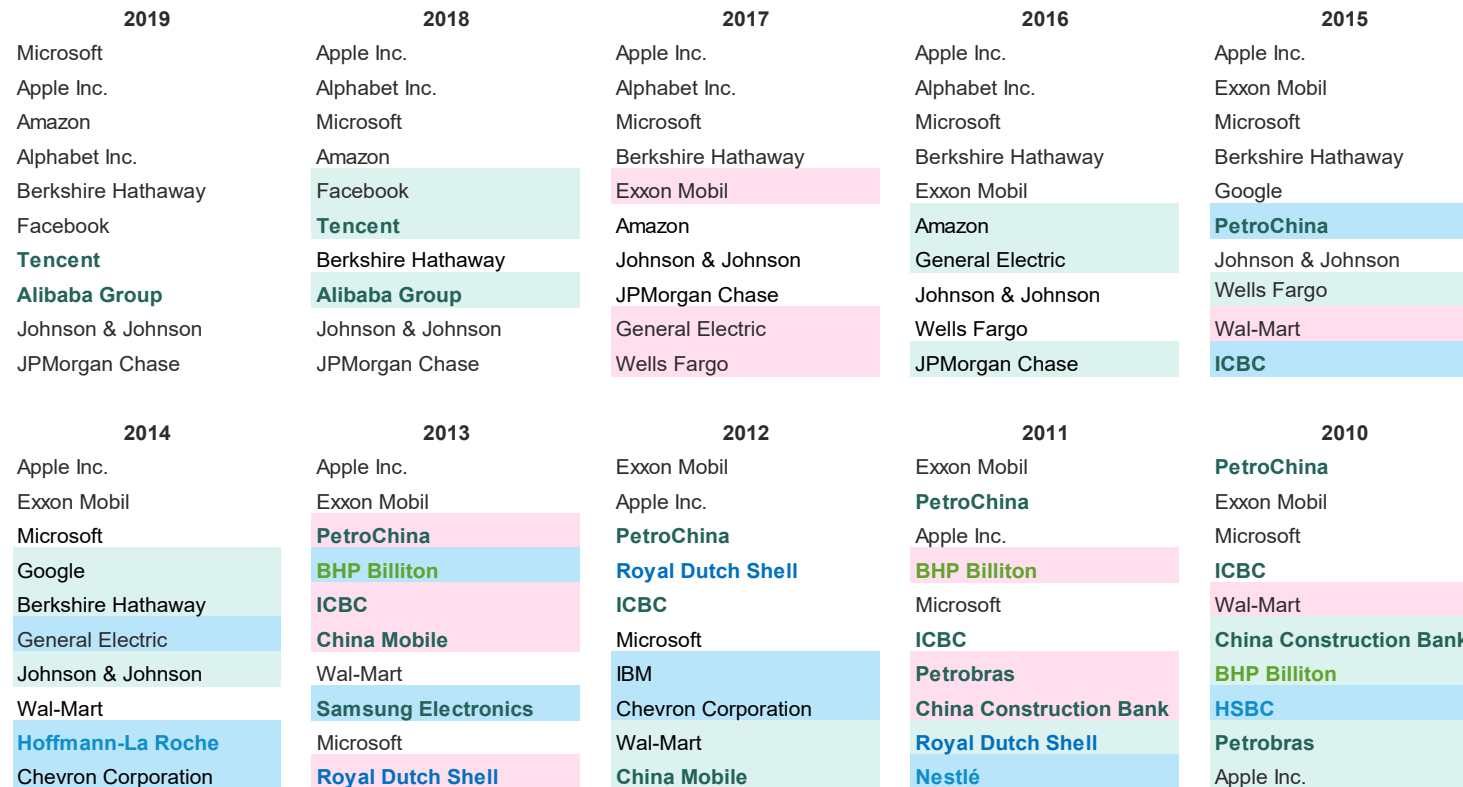 2019 2018 2017 2016 2015
Microsoft Apple Inc. Apple Inc. Apple Inc. Apple Inc.
Apple Inc. Alphabet Inc. Alphabet Inc. Alphabet Inc. Exxon Mobil
Amazon Microsoft Microsoft Microsoft Microsoft
Alphabet Inc. Amazon Berkshire Hathaway Berkshire Hathaway Berkshire Hathaway
Berkshire Hathaway Facebook Exxon Mobil Exxon Mobil Google
Facebook Tencent Amazon Amazon PetroChina
Tencent Berkshire Hathaway Johnson & Johnson General Electric Johnson & Johnson
Alibaba Group Alibaba Group JPMorgan Chase Johnson & Johnson Wells Fargo
Johnson & Johnson Johnson & Johnson General Electric Wells Fargo Wal-Mart
JPMorgan Chase JPMorgan Chase Wells Fargo JPMorgan Chase ICBC
2014 2013 2012 2011 2010
Apple Inc. Apple Inc. Exxon Mobil Exxon Mobil PetroChina
Exxon Mobil Exxon Mobil Apple Inc. PetroChina Exxon Mobil
Microsoft PetroChina PetroChina Apple Inc. Microsoft
Google BHP Billiton Royal Dutch Shell BHP Billiton ICBC
Berkshire Hathaway ICBC ICBC Microsoft Wal-Mart
General Electric China Mobile Microsoft ICBC China Construction Bank
Johnson & Johnson Wal-Mart IBM Petrobras BHP Billiton
Wal-Mart Samsung Electronics Chevron Corporation China Construction Bank HSBC
Hoffmann-La Roche Microsoft Wal-Mart Royal Dutch Shell Petrobras
Chevron Corporation Royal Dutch Shell China Mobile Nestlé Apple Inc.